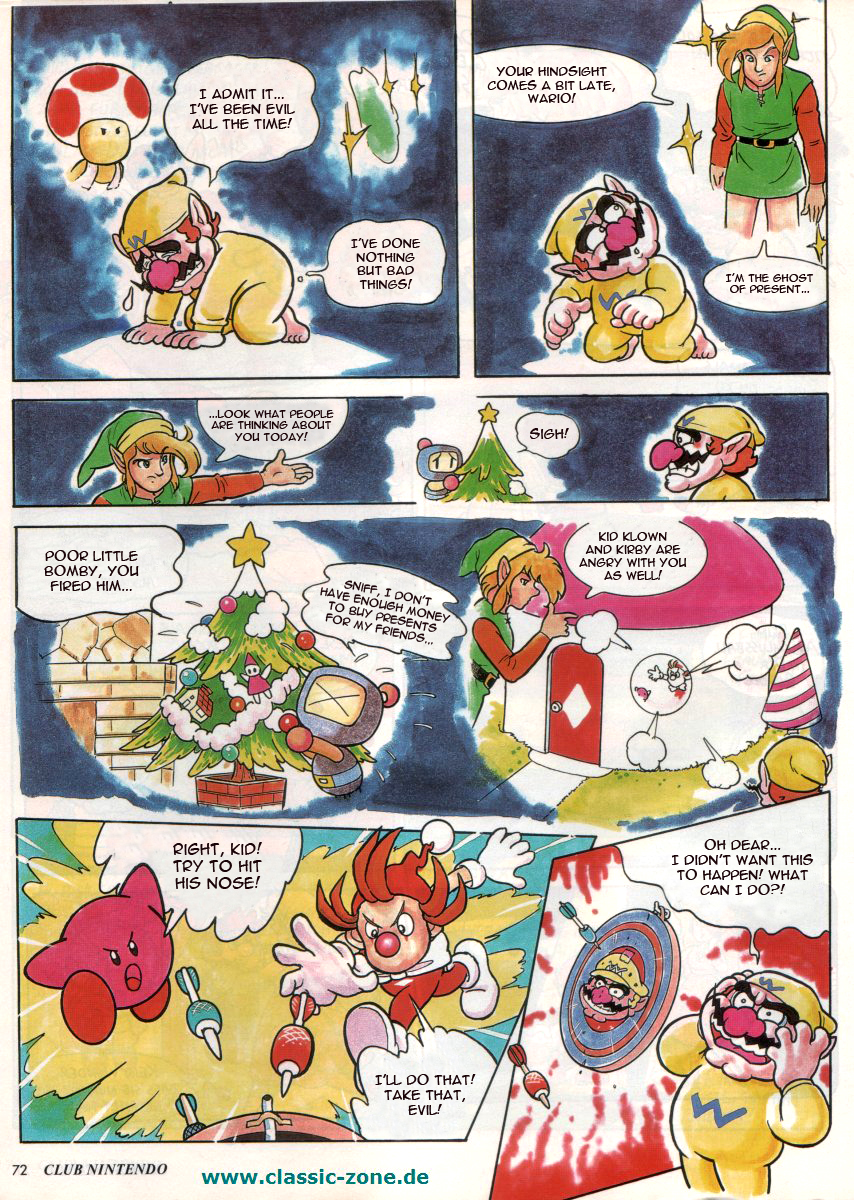 I ADMIT IT...
I'VE BEEN EVIL
ALL THE TIME!
I'VE DONE
NOTHING
BUT BAD
THINGS!
YOUR HINDSIGHT
COMES A BIT LATE,
WARIO!
I'M THE GHOST
OF PRESENT...
...LOOK WHAT PEOPLE
ARE THINKING ABOUT
YOU TODAY!
SIGH!
POOR LITTLE
BOMBY, YOU
FIRED HIM...
SNIFF, I DON'T
HAVE ENOUGH MONEY
TO BUY PRESENTS
FOR MY FRIENDS...
KID KLOWN
AND KIRBY ARE
ANGRY WITH YOU
AS WELL!
RIGHT, KID!
TRY TO HIT
HIS NOSE!
I'LL DO THAT!
TAKE THAT,
EVIL!
OH DEAR...
I DIDN'T WANT THIS
TO HAPPEN! WHAT
CAN I DO?!
W
W
W
W
W
W
72 CLUB NINTENDO
www.classic-zone.de